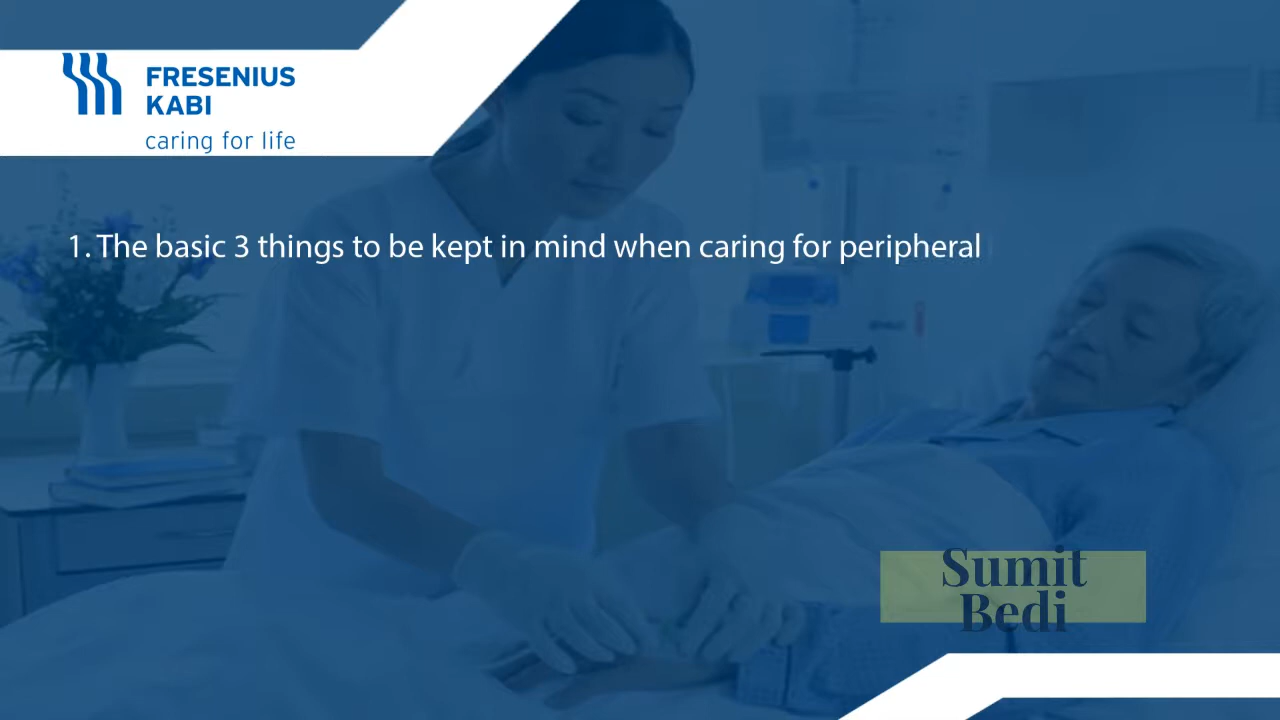 FRESENIUS
KABI
caring for life
1. The basic 3 things to be kept in mind when caring for peripheral
Sumit
Bedi